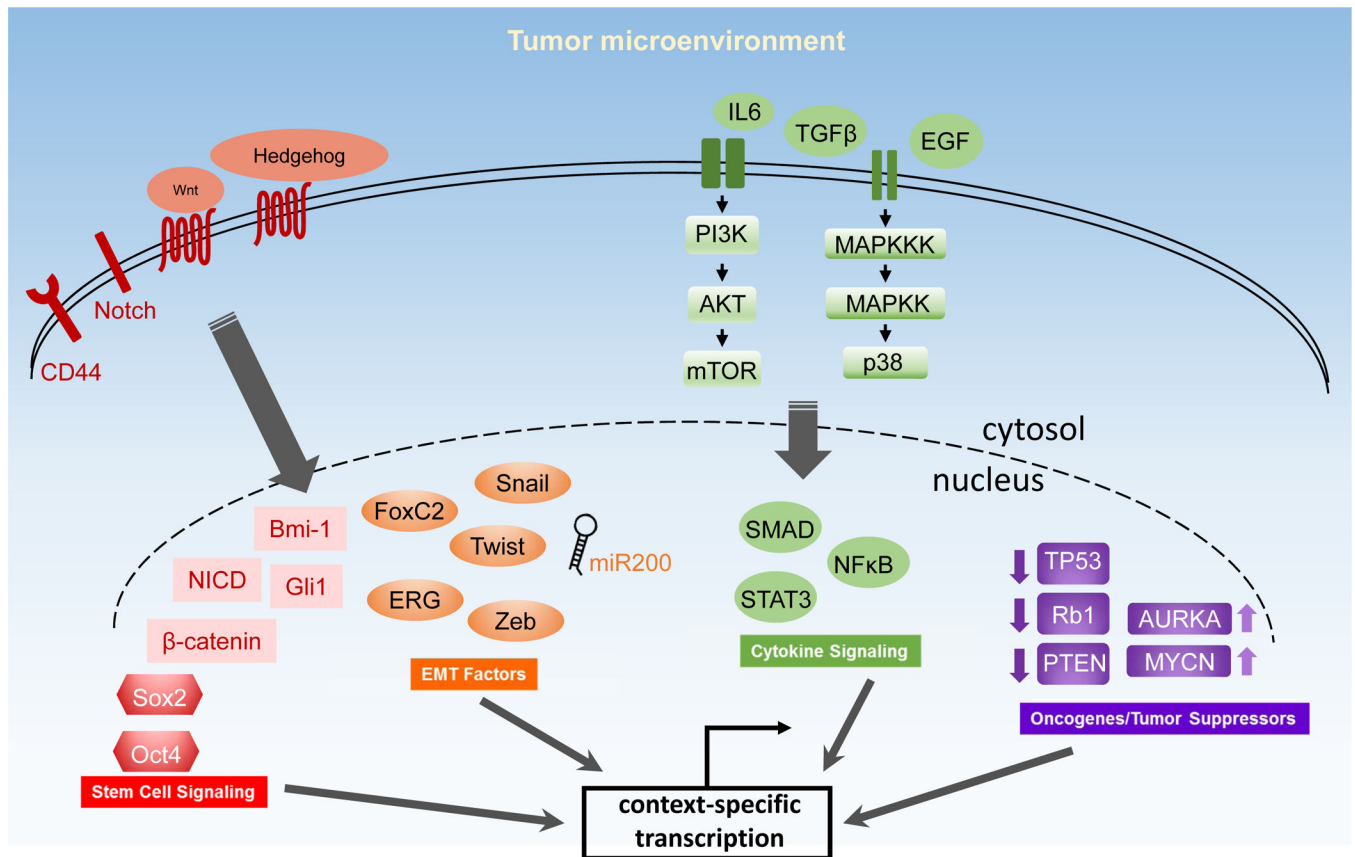 Tumor microenvironment
IL6
TGFβ
EGF
Hedgehog
Wnt
Notch
CD44
PI3K
AKT
mTOR
MAPKKK
MAPKK
p38
cytosol
nucleus
Bmi-1
NICD
Gli1
β-catenin
Sox2
Oct4
Stem Cell Signaling
Snail
FoxC2
Twist
miR200
ERG
Zeb
EMT Factors
SMAD
NFκB
STAT3
Cytokine Signaling
TP53
Rb1
PTEN
AURKA
MYCN
Oncogenes/Tumor Suppressors
context-specific
transcription